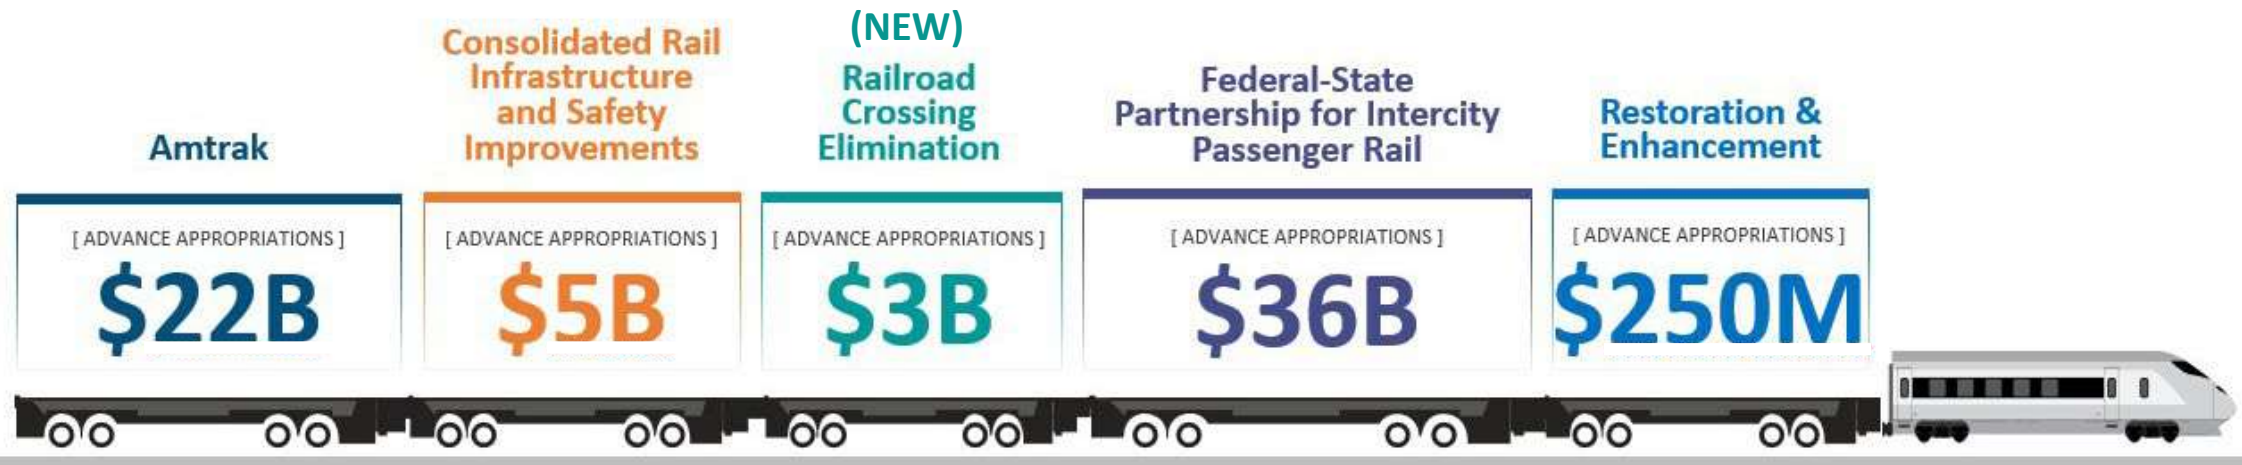 Amtrak
[ ADVANCE APPROPRIATIONS ]
$22B
Consolidated Rail
Infrastructure
and Safety
Improvements
[ ADVANCE APPROPRIATIONS ]
$5B
(NEW)
Railroad
Crossing
Elimination
[ ADVANCE APPROPRIATIONS ]
$3B
Federal-State
Partnership for Intercity
Passenger Rail
[ ADVANCE APPROPRIATIONS ]
$36B
Restoration &
Enhancement
[ ADVANCE APPROPRIATIONS ]
$250M